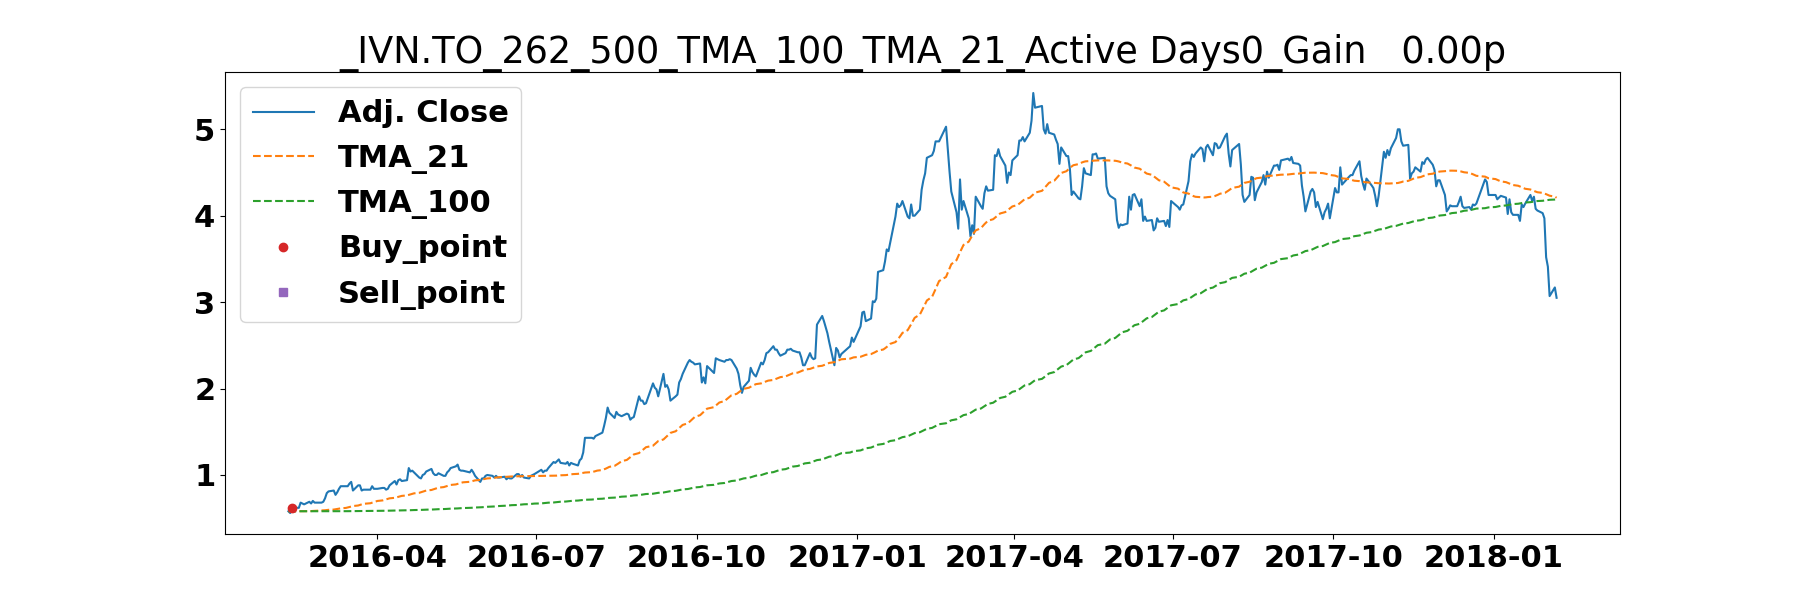 _IVN.TO_262_500_TMA_100_TMA_21_Active Days0_Gain   0.00p
Adj. Close
TMA_21
TMA_100
Buy_point
Sell_point
5
4
3
2
1
2016-04 2016-07 2016-10 2017-01 2017-04 2017-07 2017-10 2018-01